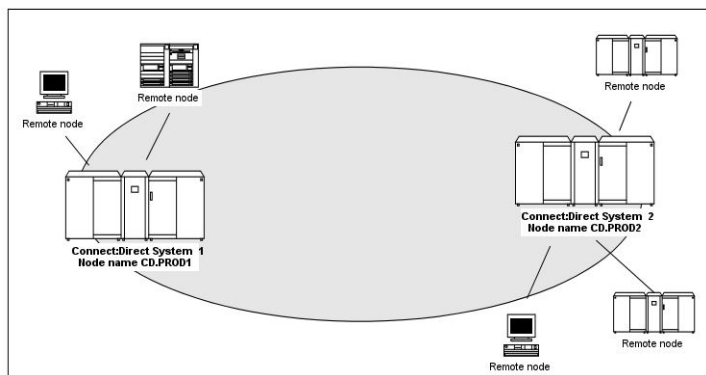 Remote node
Remote node
Remote node
Connect:Direct System 1
Node name CD.PROD1
Connect:Direct System 2
Node name CD.PROD2
Remote node
Remote node